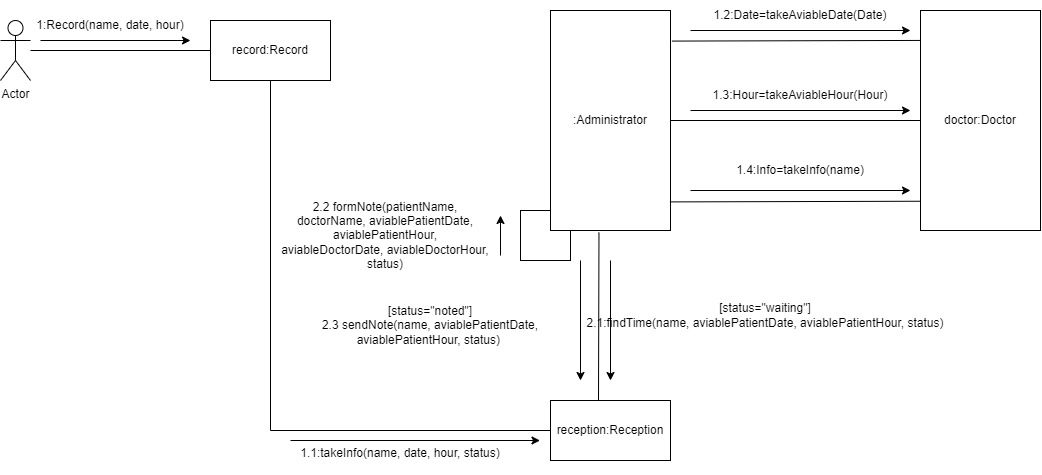 1:Record(name, date, hour)
record:Record
Actor
1.2:Date=takeAviableDate(Date)
1.3:Hour=takeAviableHour(Hour)
:Administrator
doctor:Doctor
1.4:Info=takeInfo(name)
2.2 formNote(patientName,
doctorName, aviablePatientDate,
aviablePatientHour,
aviableDoctorDate, aviableDoctorHour,
status)
[status="noted"]
2.3 sendNote(name, aviablePatientDate,
aviablePatientHour, status)
[status="waiting"]
2.1:findTime(name, aviablePatientDate, aviablePatientHour, status)
reception:Reception
1.1:takeInfo(name, date, hour, status)